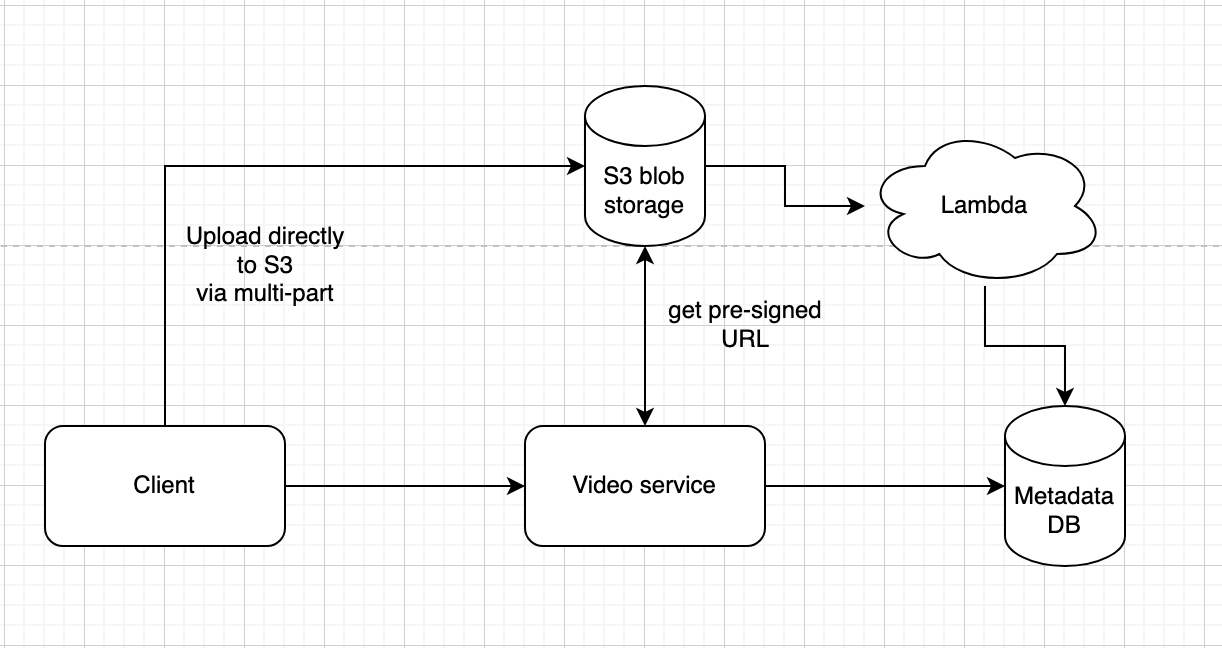 S3 blob
storage
Lambda
Upload directly
to S3
via multi-part
get pre-signed
URL
Client
Video service
Metadata
DB